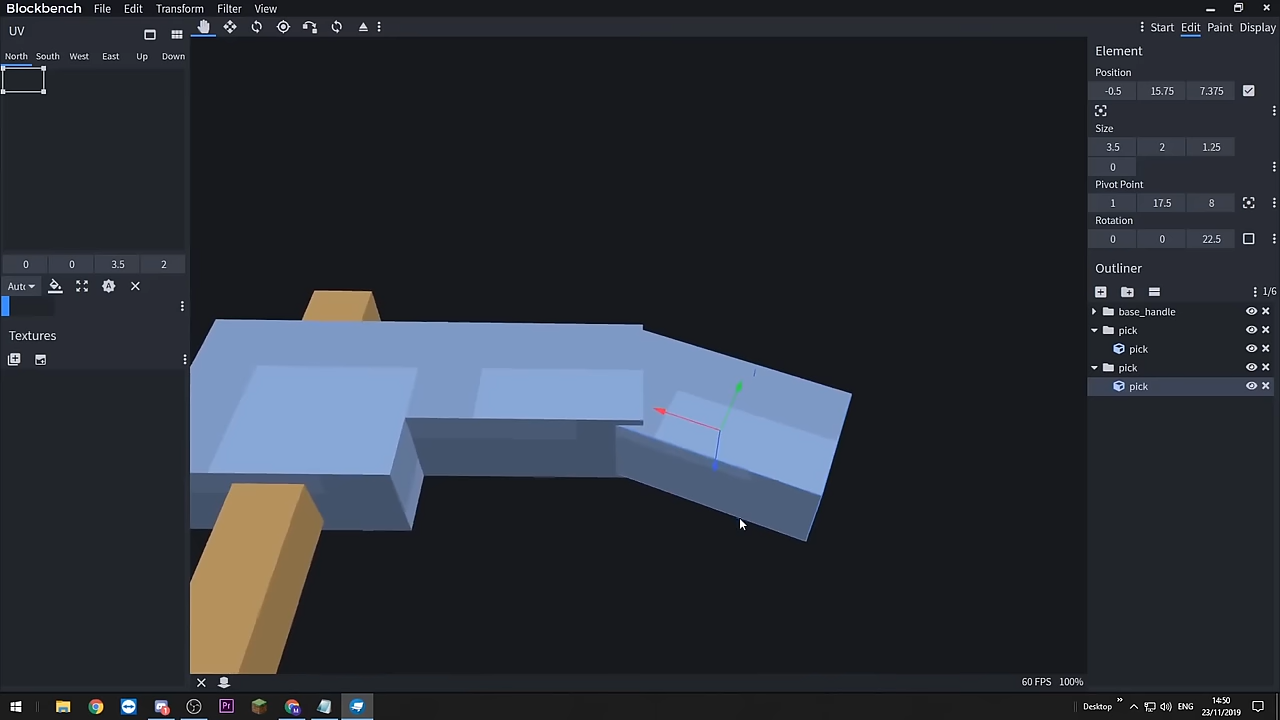 Blockbench File Edit Transform Filter View
UV
Start Edit Paint Display
North South West East Up Down
Element
Position
-0.5 15.75 7.375
Size
3.5 2 1.25
0
Pivot Point
1 17.5 8
Rotation
0 0 22.5
0 0 3.5 2
Outliner
Aut
1/6
base_handle
Textures
pick
pick
pick
pick
60 FPS 100%
Pr
Desktop ENG
14:50
23/11/2019